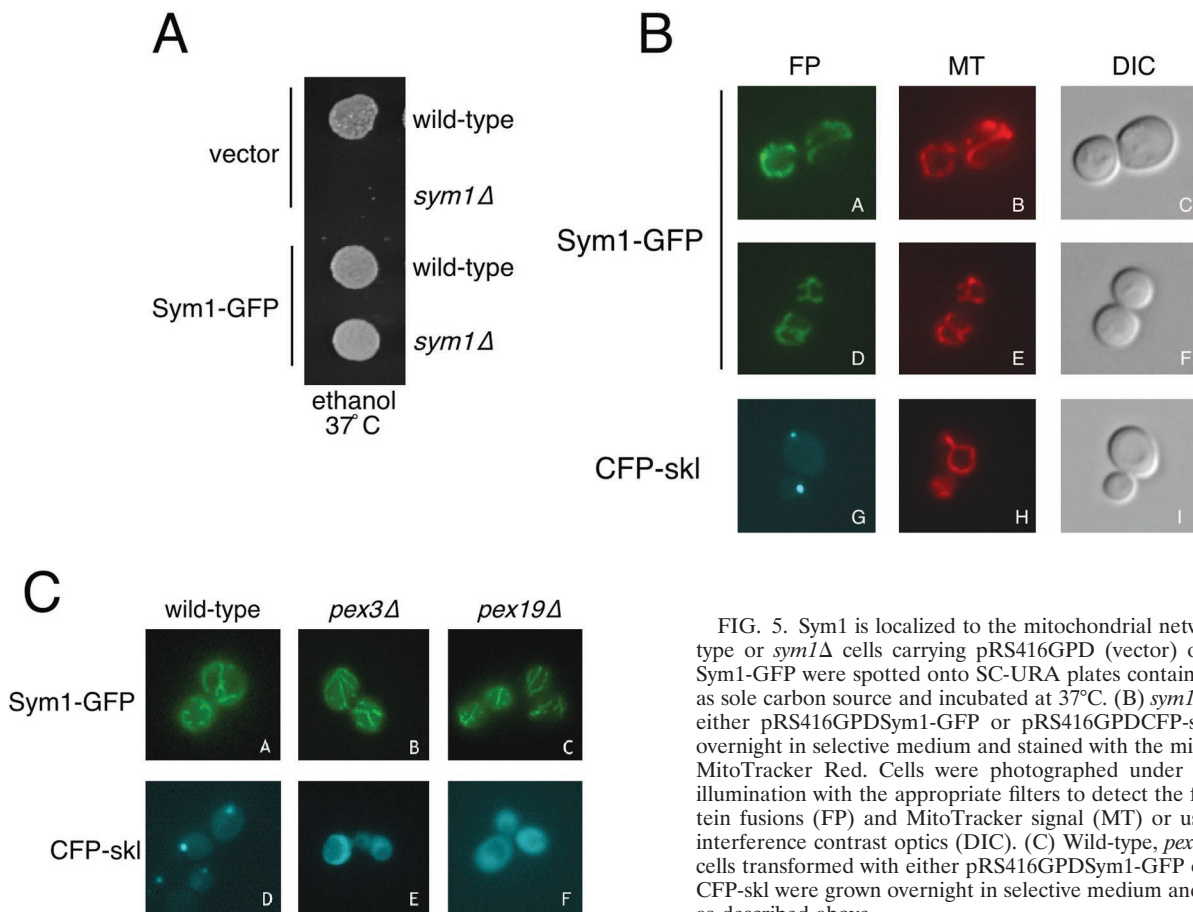 A
vector
wild-type
sym1Δ
Sym1-GFP
wild-type
sym1Δ
ethanol
37°C
B
FP MT DIC
Sym1-GFP
A B C
D E F
CFP-skl
G H I
C
wild-type pex3Δ pex19Δ
Sym1-GFP
A B C
CFP-skl
D E F
FIG. 5. Sym1 is localized to the mitochondrial netw
type or sym1Δ cells carrying pRS416GPD (vector) o
Sym1-GFP were spotted onto SC-URA plates contain
as sole carbon source and incubated at 37°C. (B) sym1
either pRS416GPDSym1-GFP or pRS416GPDCFP-s
overnight in selective medium and stained with the mi
MitoTracker Red. Cells were photographed under
illumination with the appropriate filters to detect the f
tein fusions (FP) and MitoTracker signal (MT) or us
interference contrast optics (DIC). (C) Wild-type, pex
cells transformed with either pRS416GPDSym1-GFP o
CFP-skl were grown overnight in selective medium and
as described above.